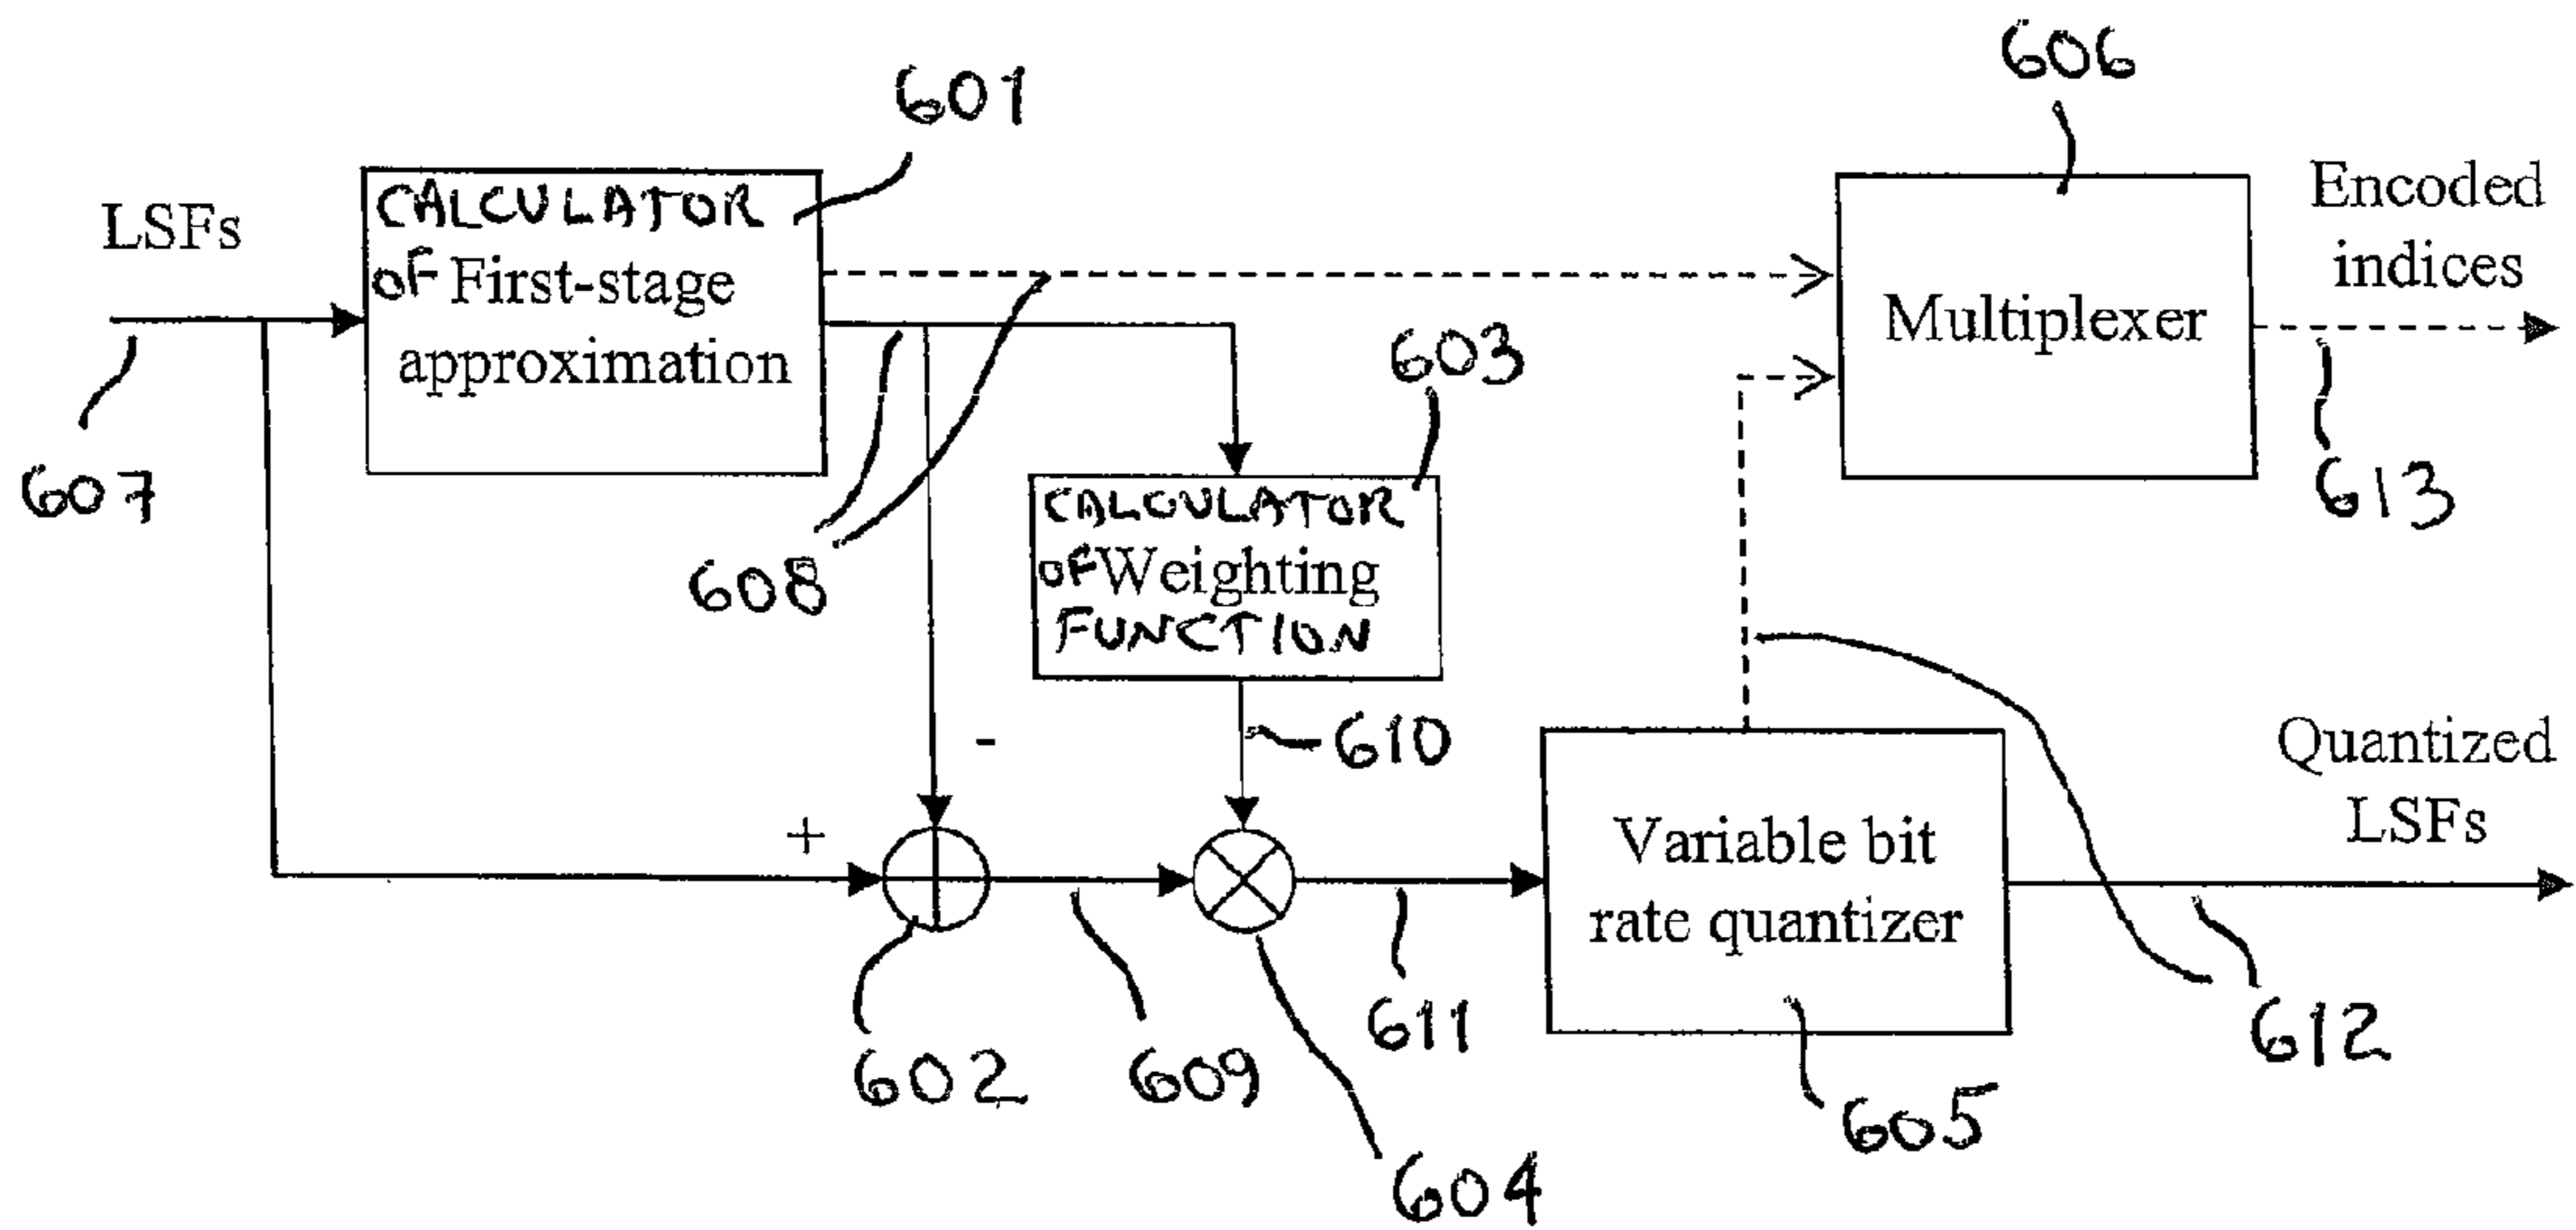 606
601
LSFs
CALCULATOR
OF First-stage
approximation
Encoded
indices
Multiplexer
603
607
608
CALCULATOR
OF Weighting
FUNCTION
613
-
610
+
Variable bit
rate quantizer
Quantized
LSFs
602
609
611
612
605
604